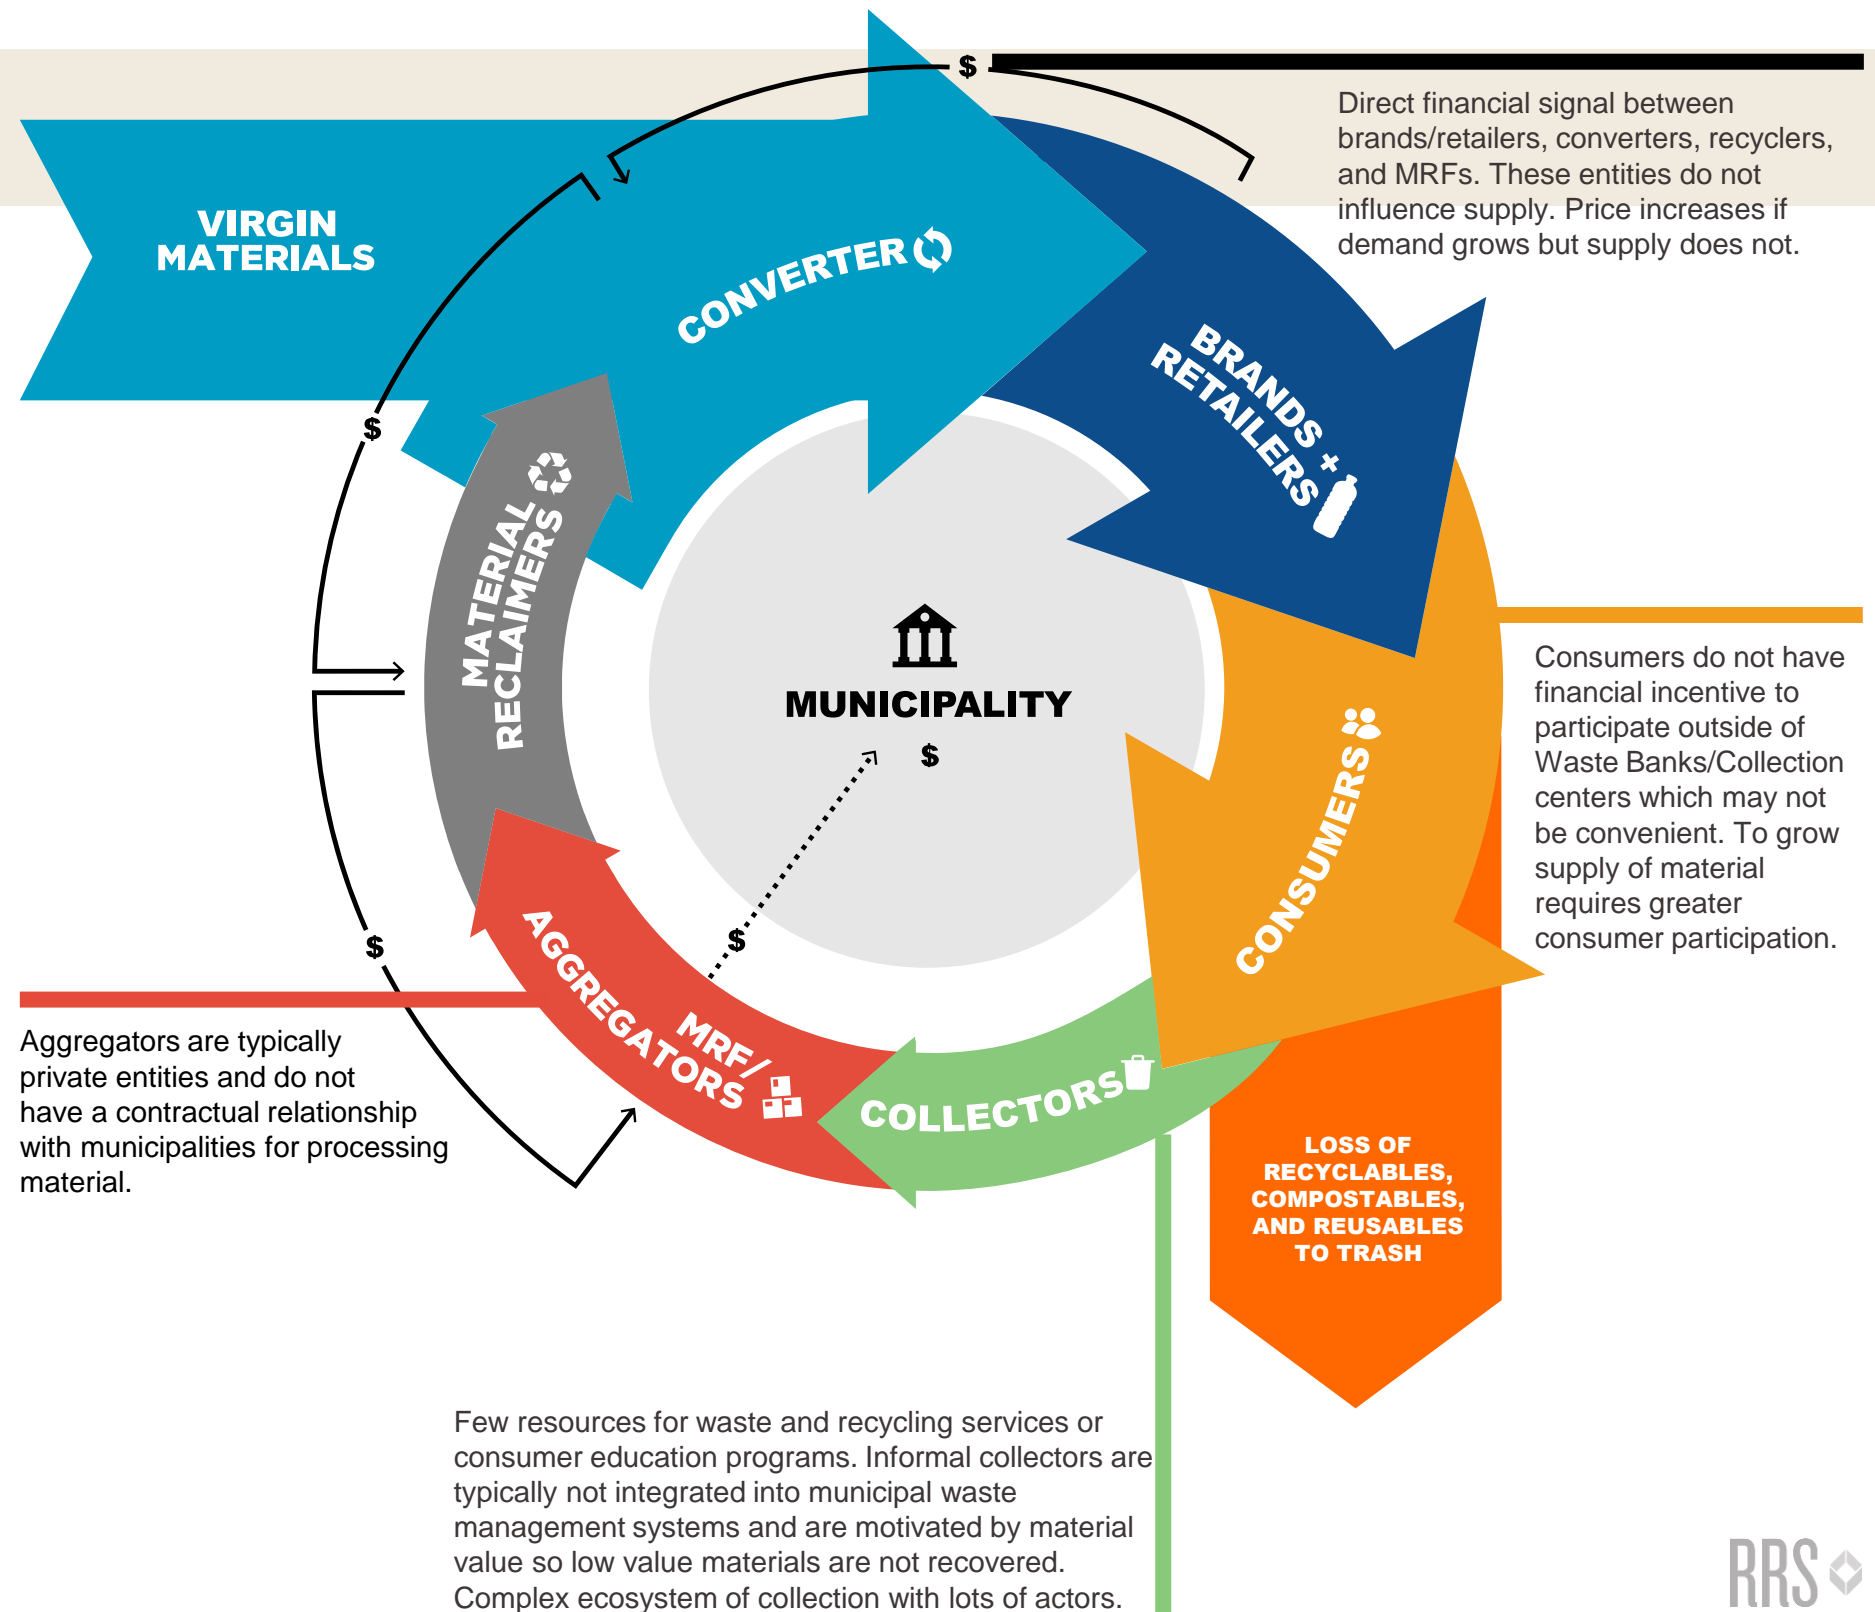 $
Direct financial signal between
brands/retailers, converters, recyclers,
and MRFs. These entities do not
influence supply. Price increases if
demand grows but supply does not.
VIRGIN
MATERIALS
CONVERTER
BRANDS +
RETAILERS
$
MATERIAL
RECLAIMERS
MUNICIPALITY
$
Consumers do not have
financial incentive to
participate outside of
Waste Banks/Collection
centers which may not
be convenient. To grow
supply of material
requires greater
consumer participation.
CONSUMERS
$
$
MRF/
AGGREGATORS
Aggregators are typically
private entities and do not
have a contractual relationship
with municipalities for processing
material.
COLLECTORS
LOSS OF
RECYCLABLES,
COMPOSTABLES,
AND REUSABLES
TO TRASH
Few resources for waste and recycling services or
consumer education programs. Informal collectors are
typically not integrated into municipal waste
management systems and are motivated by material
value so low value materials are not recovered.
Complex ecosystem of collection with lots of actors.
RRS